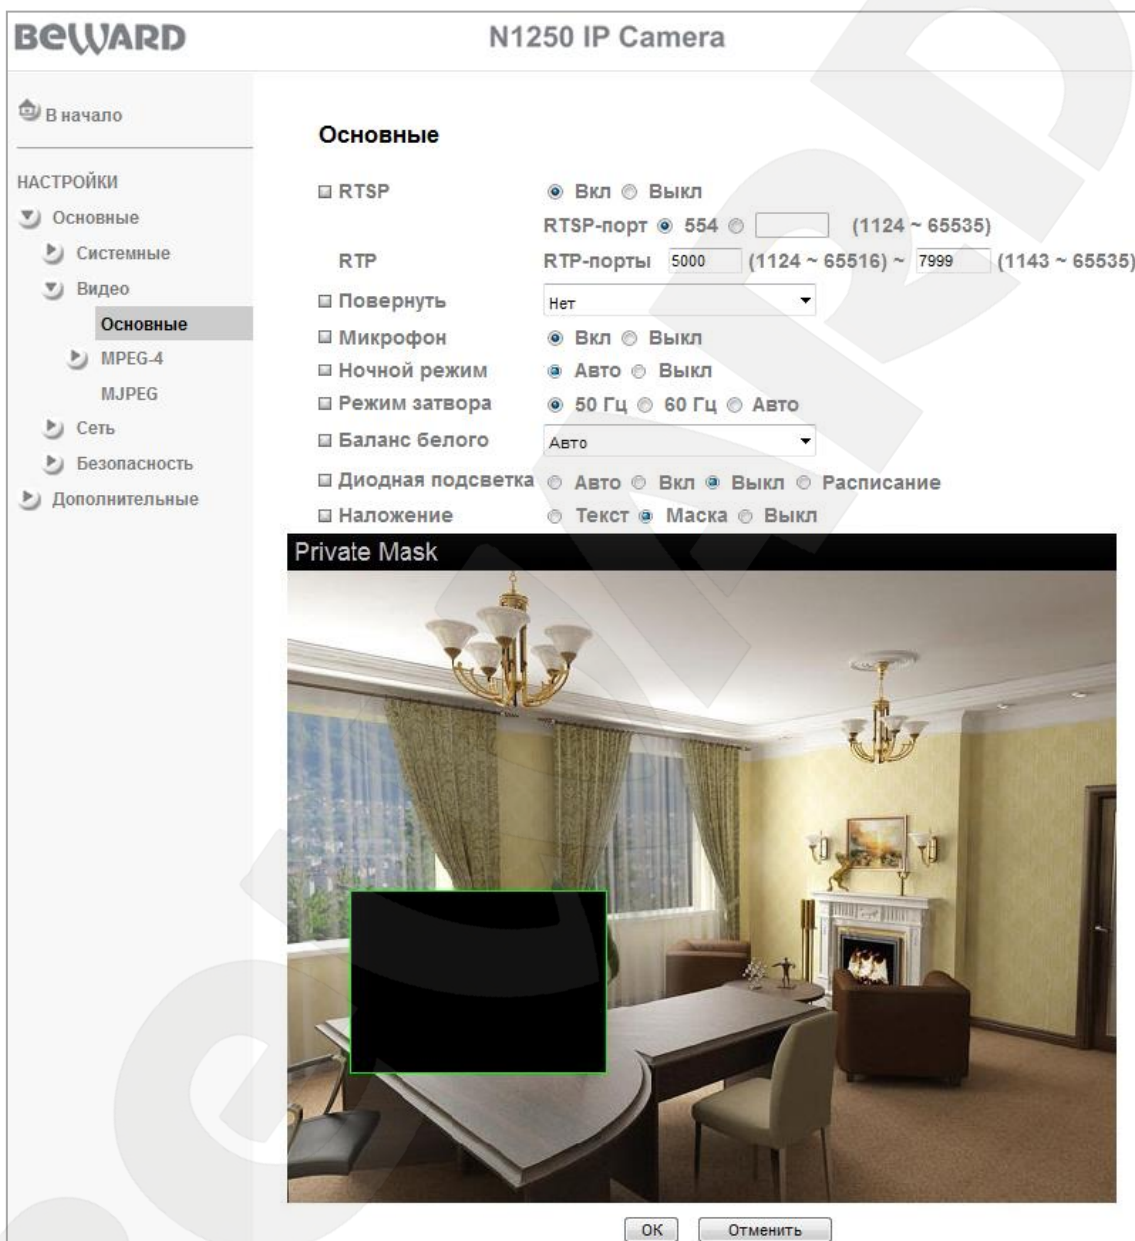 BEWARD
N1250 IP Camera
В начало
НАСТРОЙКИ
Основные
Системные
Видео
Основные
MPEG-4
MJPEG
Сеть
Безопасность
Дополнительные
Основные
RTSP Вкл Выкл
RTSP-порт 554 (1124 ~ 65535)
RTP RTP-порты 5000 (1124 ~ 65516) ~ 7999 (1143 ~ 65535)
Повернуть Нет
Микрофон Вкл Выкл
Ночной режим Авто Выкл
Режим затвора 50 Гц 60 Гц Авто
Баланс белого Авто
Диодная подсветка Авто Вкл Выкл Расписание
Наложение Текст Маска Выкл
Private Mask
ОК Отменить